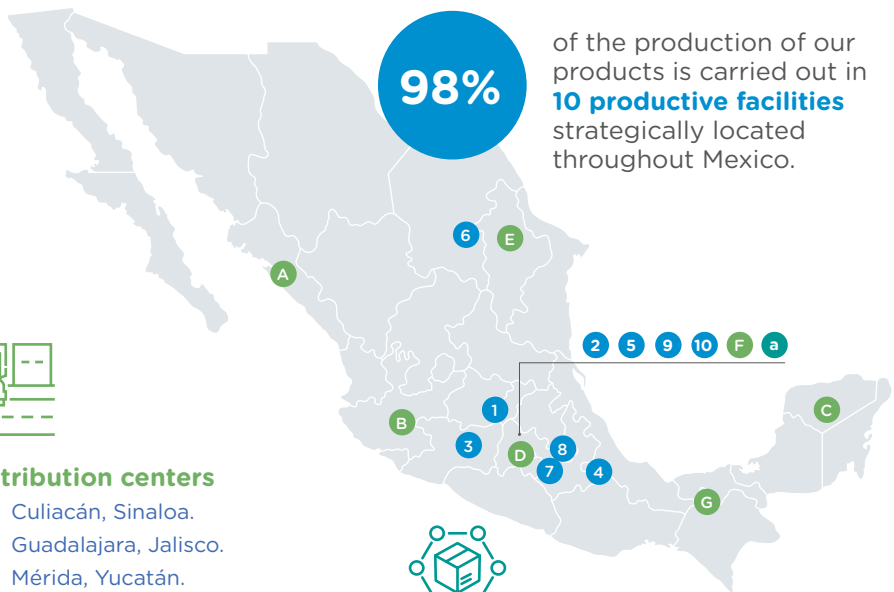 98%
of the production of our
products is carried out in
10 productive facilities
strategically located
throughout Mexico.
6
E
A
2 5 9 10 F a
1
C
B
3
D
8
7
4
G
tribution centers
Culiacán, Sinaloa.
Guadalajara, Jalisco.
Mérida, Yucatán.